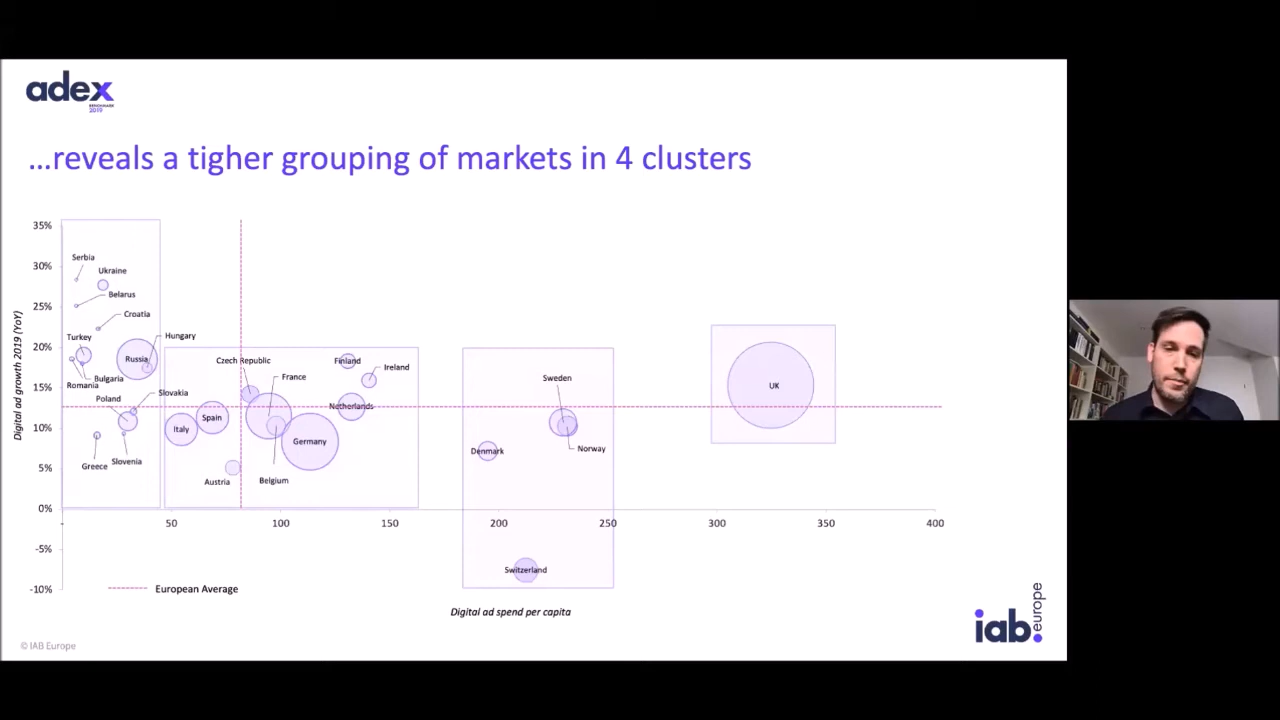 adex
BENCHMARK
2019
...reveals a tigher grouping of markets in 4 clusters
Digital ad growth 2019 (YoY)
35%
30%
25%
20%
15%
10%
5%
0%
-5%
-10%
Serbia
Ukraine
Belarus
Croatia
Turkey
Hungary
Russia
Romania
Bulgaria
Poland
Slovakia
Greece
Slovenia
Czech Republic
France
Finland
Ireland
Netherlands
Italy
Spain
Germany
Austria
Belgium
Sweden
Denmark
Norway
Switzerland
UK
-
50
100
150
200
250
300
350
400
European Average
Digital ad spend per capita
© IAB Europe
iab.
europe